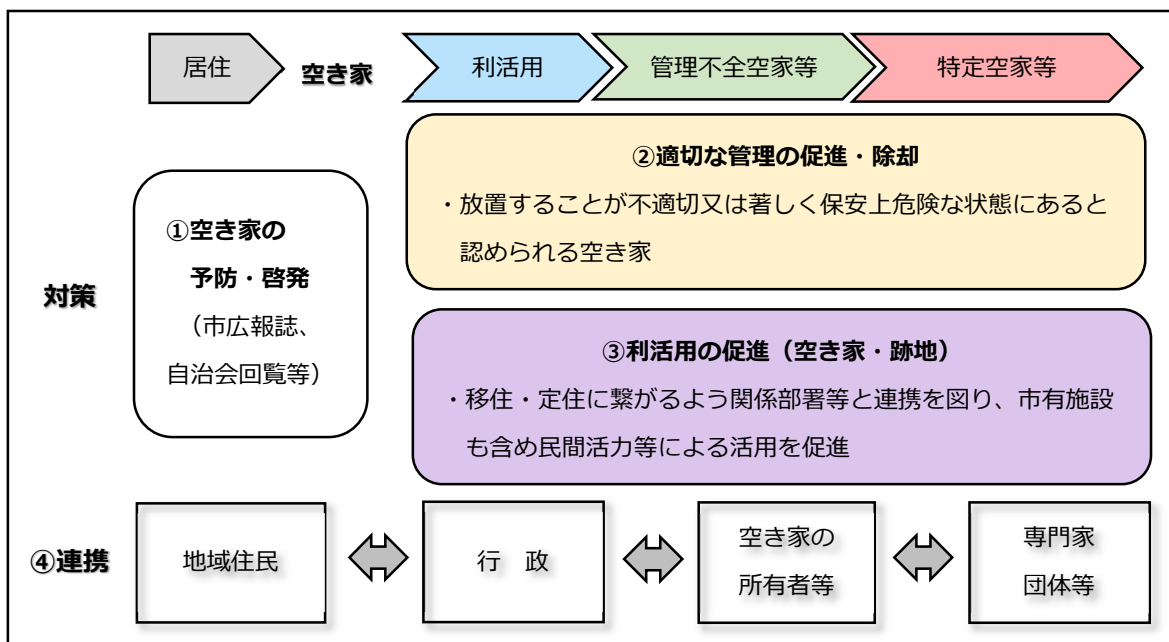 居住
空き家
利活用
管理不全空家等
特定空家等
対策
①空き家の
予防・啓発
（市広報誌、
自治会回覧等）
②適切な管理の促進・除却
・放置することが不適切又は著しく保安上危険な状態にあると
認められる空き家
③利活用の促進（空き家・跡地）
・移住・定住に繋がるよう関係部署等と連携を図り、市有施設
も含め民間活力等による活用を促進
④連携
地域住民
行　政
空き家の
所有者等
専門家
団体等